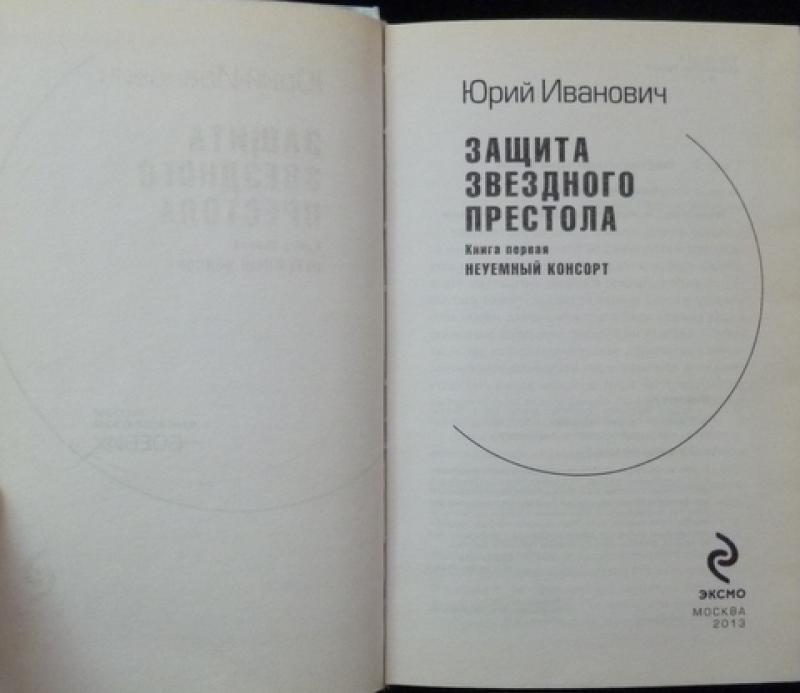 Юрий Иванович
ЗАЩИТА
ЗВЕЗДНОГО
ПРЕСТОЛА
Книга первая
НЕУЕМНЫЙ КОНСОРТ
ЭКСМО
МОСКВА
2013